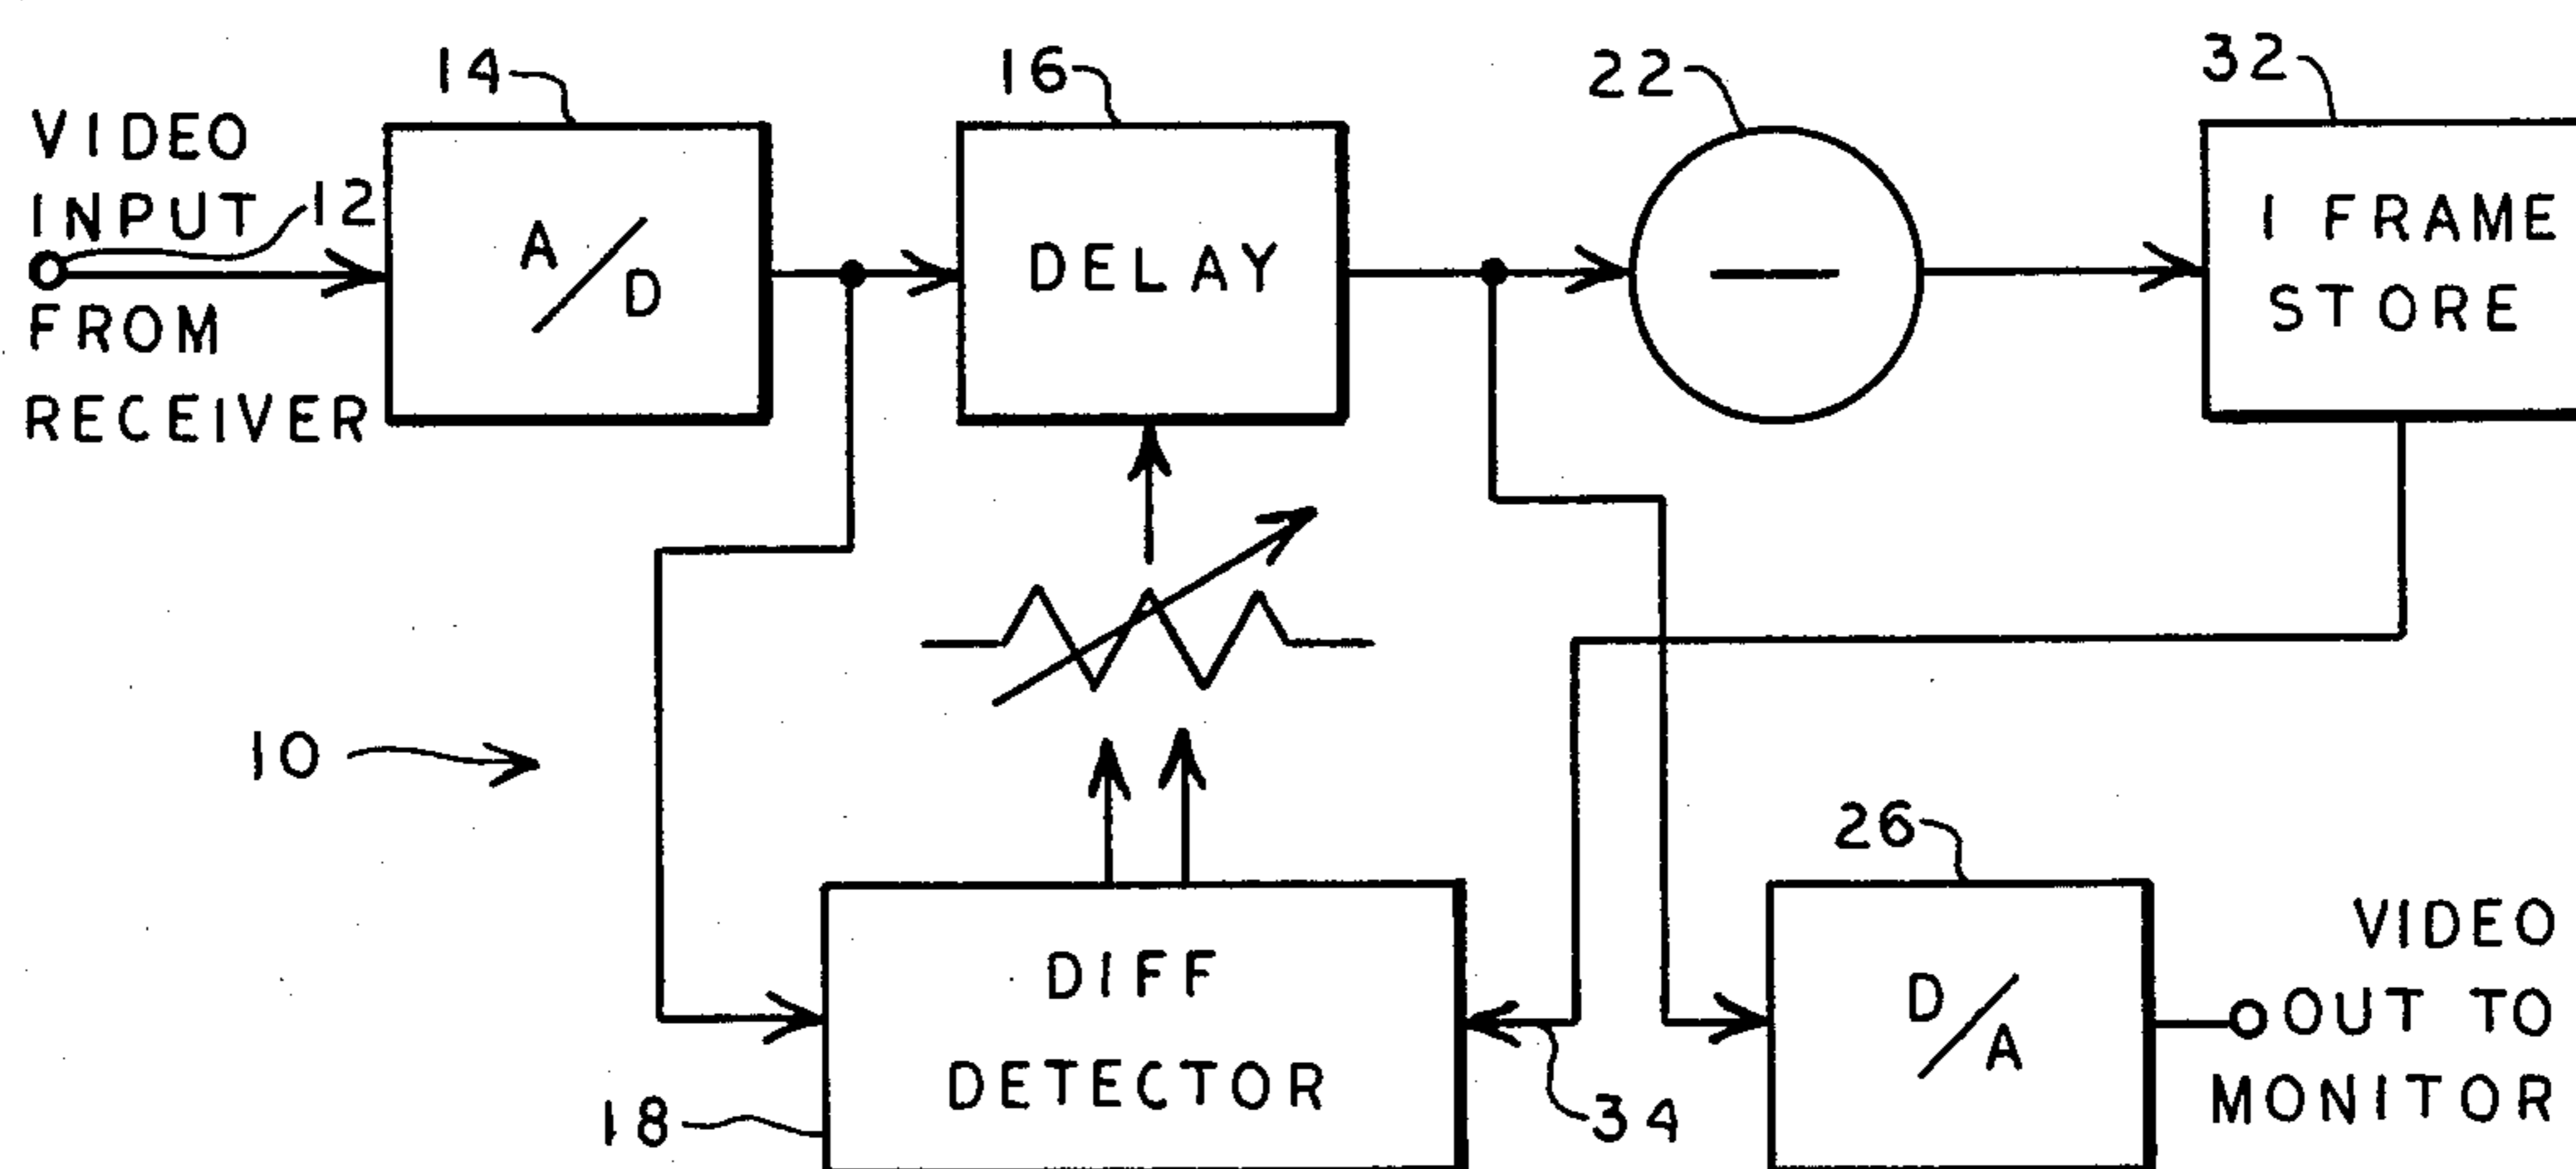 14
16
22
32
VIDEO
INPUT
12
FROM
RECEIVER
A/D
DELAY
—
1 FRAME
STORE
10
26
DIFF
DETECTOR
18
34
D/A
VIDEO
OUT TO
MONITOR